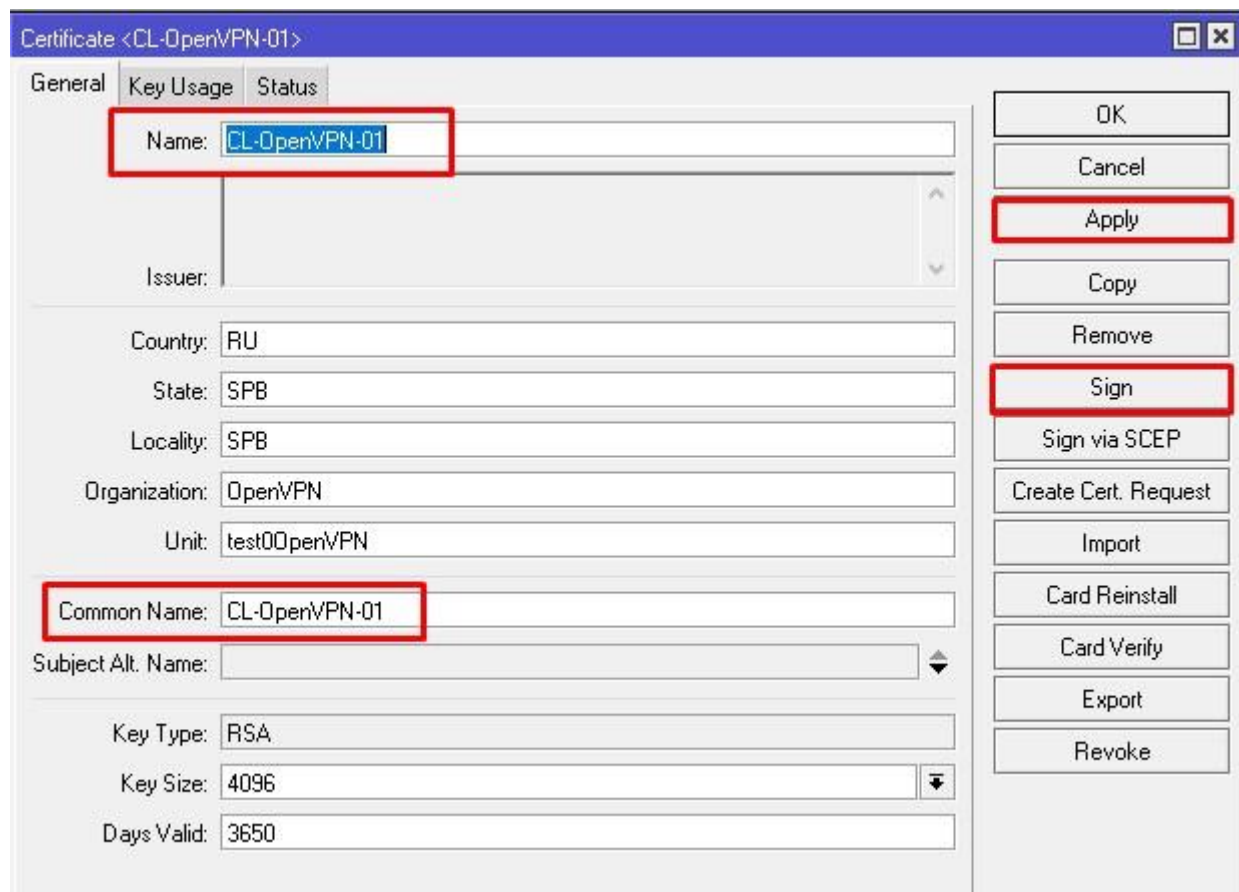 Certificate <CL-OpenVPN-01>
General Key Usage Status
Name: CL-OpenVPN-01
Issuer:
Country: RU
State: SPB
Locality: SPB
Organization: OpenVPN
Unit: test0OpenVPN
Common Name: CL-OpenVPN-01
Subject Alt. Name:
Key Type: RSA
Key Size: 4096
Days Valid: 3650
OK
Cancel
Apply
Copy
Remove
Sign
Sign via SCEP
Create Cert. Request
Import
Card Reinstall
Card Verify
Export
Revoke